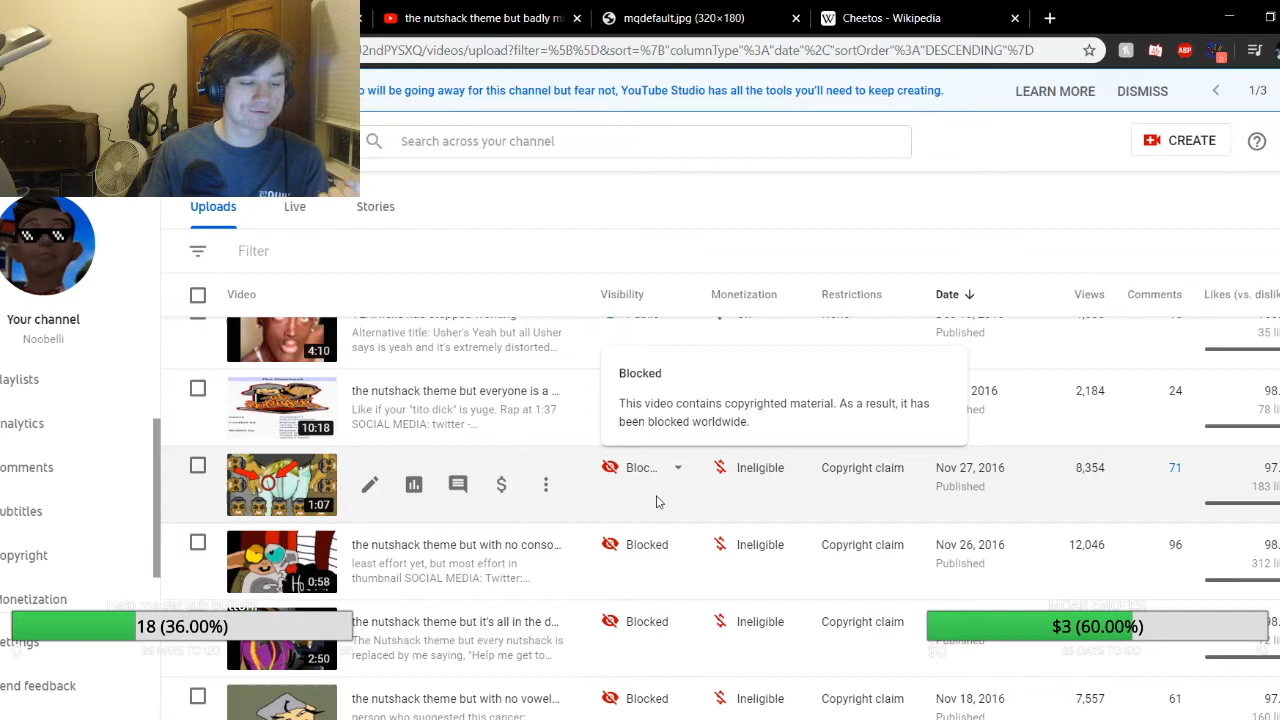 the nutshack theme but badly m
mqdefault.jpg (320×180)
Cheetos - Wikipedia
J2ndPYSXQ/videos/upload?filter=%5B%5D&sort=%7B"columnType"%3A"date"%2C"sortOrder"%3A"DESCENDING"%7D
ABP
o will be going away for this channel but fear not, YouTube Studio has all the tools you'll need to keep creating.
LEARN MORE
DISMISS
1/3
Search across your channel
CREATE
Uploads
Live
Stories
Filter
Video
Visibility
Monetization
Restrictions
Date
Views
Comments
Likes (vs. dislik
Your channel
Noobelli
Alternative title: Usher's Yeah but all Usher
says is yeah and it's extremely distorted...
4:10
Published
35 li
the nutshack theme but everyone is a ...
Like if your "tito dick" is yuge. Rap at 1:37
SOCIAL MEDIA: twitter -...
10:18
Blocked
This video contains copyrighted material. As a result, it has
been blocked worldwide.
2016
2,184
24
98.
Published
78 li
1:07
Bloc...
Ineligible
Copyright claim
Nov 27, 2016
Published
8,354
71
97.
183 li
the nutshack theme but with no conso...
least effort yet, but most effort in
thumbnail SOCIAL MEDIA: Twitter:...
0:58
Blocked
Ineligible
Copyright claim
Nov 26, 2016
Published
12,046
96
98.
312 li
the nutshack theme but it's all in the d...
The Nutshack theme but every nutshack is
replaced by me saying, "Help me get to...
2:50
Blocked
Ineligible
Copyright claim
the nutshack theme but with no vowel...
person who suggested this cancer:
Blocked
Ineligible
Copyright claim
Nov 18, 2016
Published
7,557
61
97.
160 li
laylists
nalytics
omments
ubtitles
opyright
Monetization
ettings
end feedback
18 (36.00%)
$3 (60.00%)
MOAR EMOTES!